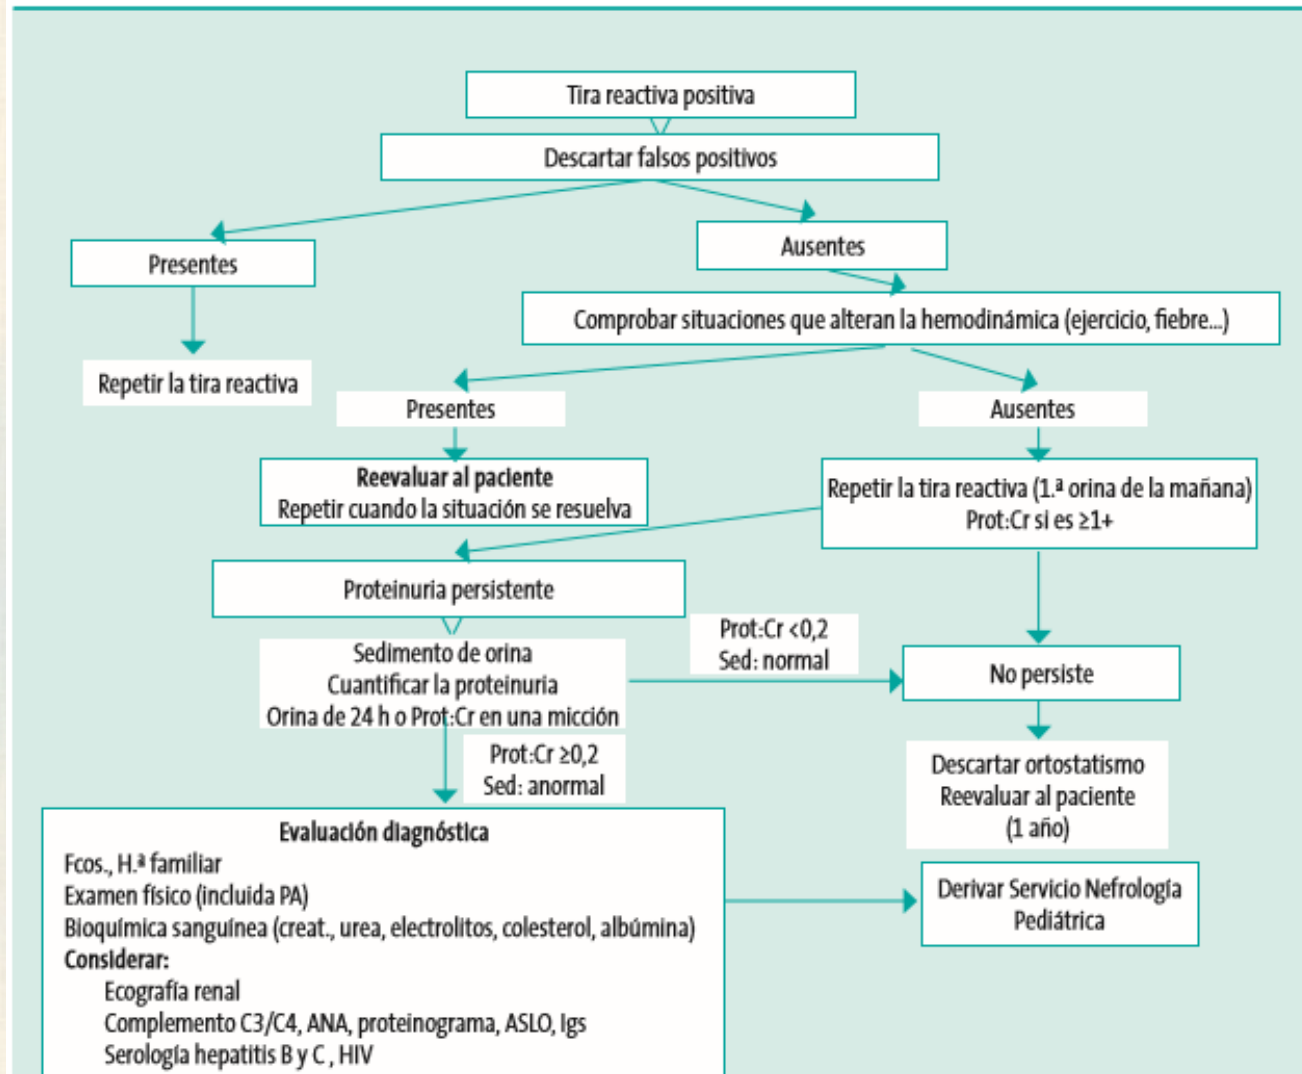 Tira reactiva positiva
Descartar falsos positivos
Presentes
Ausentes
Comprobar situaciones que alteran la hemodinámica (ejercicio, fiebre...)
Repetir la tira reactiva
Presentes
Ausentes
Reevaluar al paciente
Repetir cuando la situación se resuelva
Repetir la tira reactiva (1.ª orina de la mañana)
Prot:Cr si es ≥1+
Proteinuria persistente
Sedimento de orina
Cuantificar la proteinuria
Orina de 24 h o Prot:Cr en una micción
Prot:Cr <0,2
Sed: normal
No persiste
Prot:Cr ≥0,2
Sed: anormal
Descartar ortostatismo
Reevaluar al paciente
(1 año)
Evaluación diagnóstica
Fcos., H.ª familiar
Examen físico (incluida PA)
Bioquímica sanguínea (creat., urea, electrolitos, colesterol, albúmina)
Considerar:
Ecografía renal
Complemento C3/C4, ANA, proteinograma, ASLO, Igs
Serología hepatitis B y C , HIV
Derivar Servicio Nefrología
Pediátrica